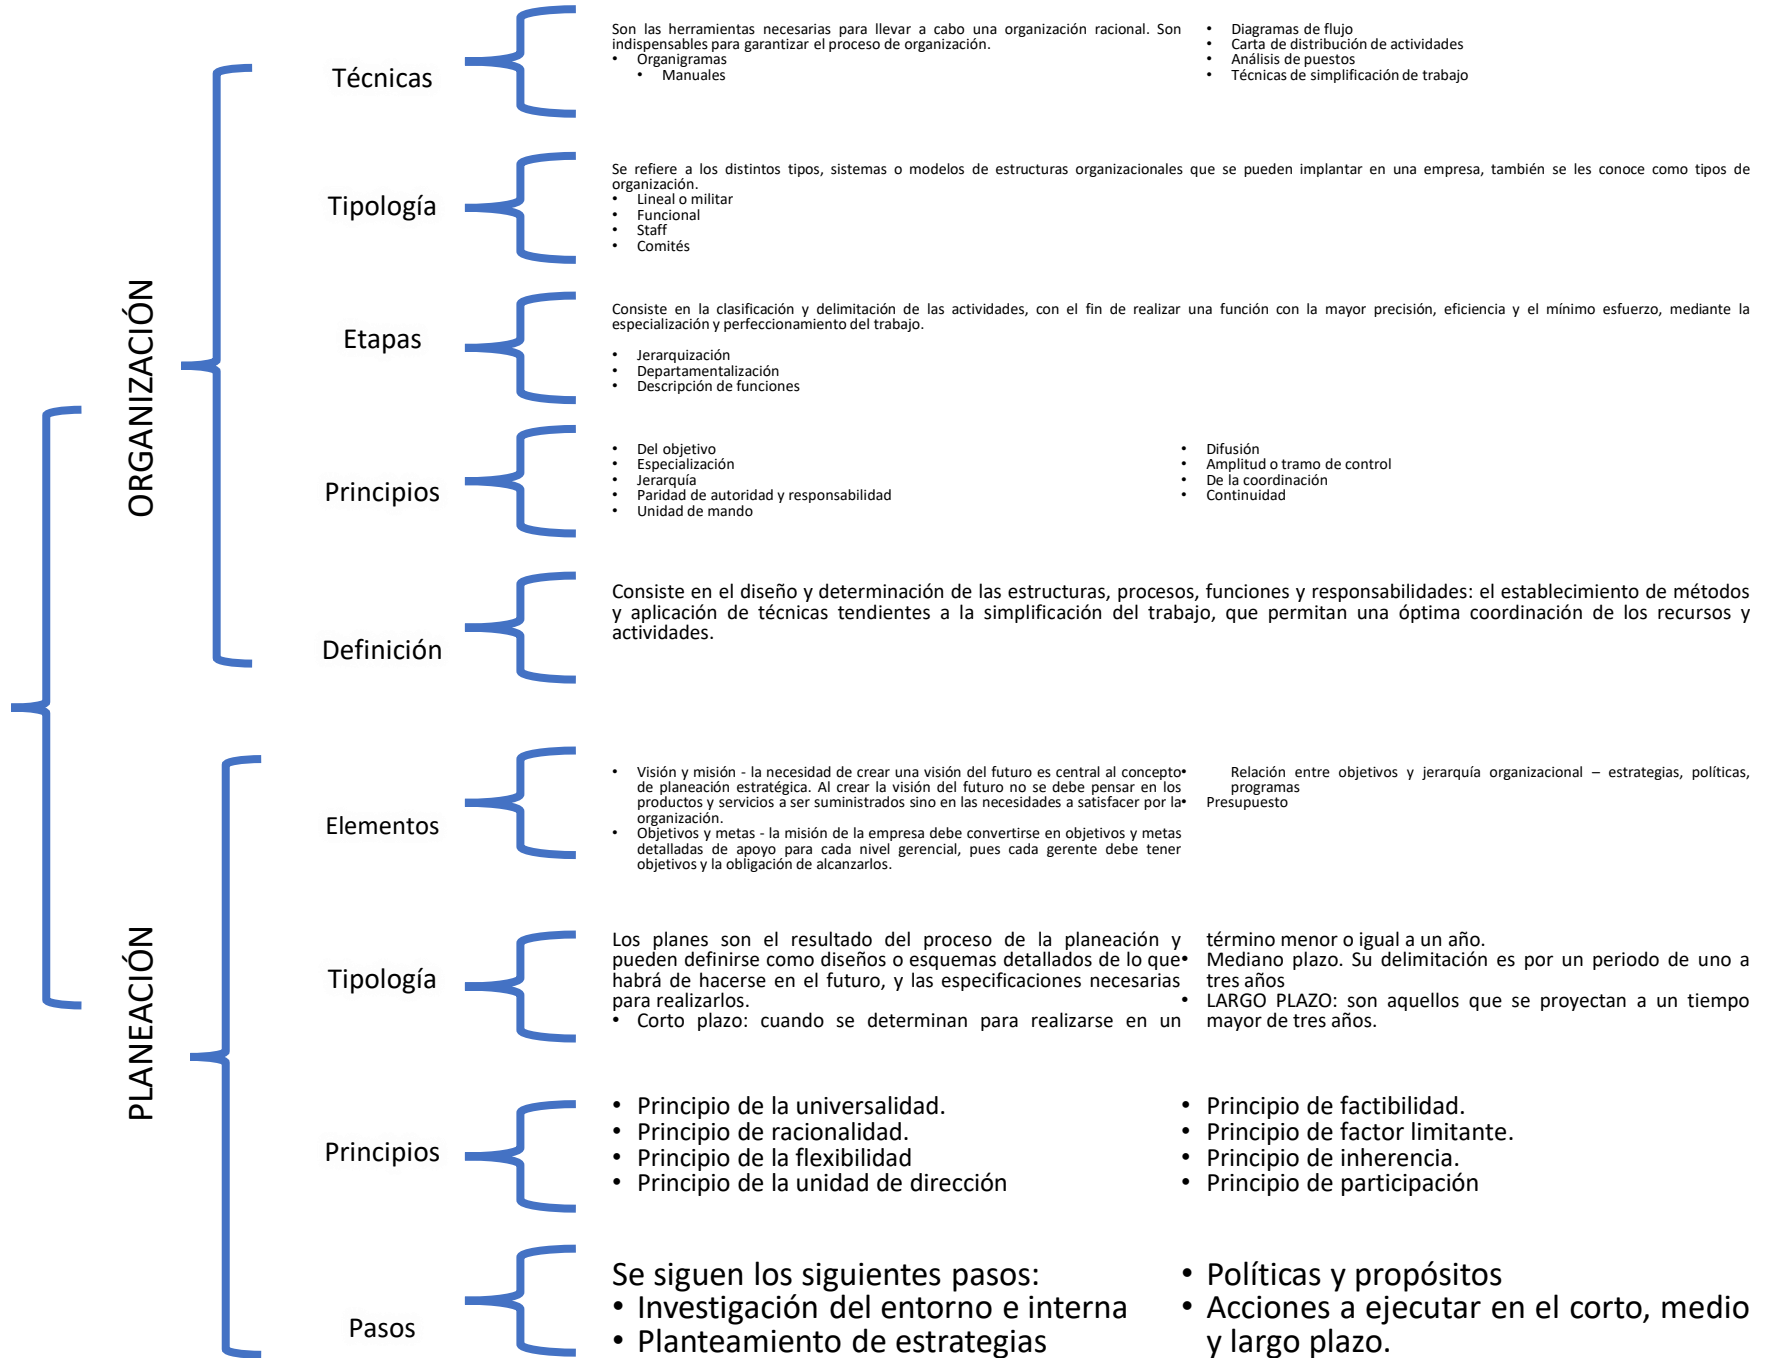 ORGANIZACIÓN
Técnicas
Son las herramientas necesarias para llevar a cabo una organización racional. Son
indispensables para garantizar el proceso de organización.
• Organigramas
• Manuales
• Diagramas de flujo
• Carta de distribución de actividades
• Análisis de puestos
• Técnicas de simplificación de trabajo
Tipología
Se refiere a los distintos tipos, sistemas o modelos de estructuras organizacionales que se pueden implantar en una empresa, también se les conoce como tipos de
organización.
• Lineal o militar
• Funcional
• Staff
• Comités
Etapas
Consiste en la clasificación y delimitación de las actividades, con el fin de realizar una función con la mayor precisión, eficiencia y el mínimo esfuerzo, mediante la
especialización y perfeccionamiento del trabajo.
• Jerarquización
• Departamentalización
• Descripción de funciones
Principios
• Del objetivo
• Especialización
• Jerarquía
• Paridad de autoridad y responsabilidad
• Unidad de mando
• Difusión
• Amplitud o tramo de control
• De la coordinación
• Continuidad
Definición
Consiste en el diseño y determinación de las estructuras, procesos, funciones y responsabilidades: el establecimiento de métodos
y aplicación de técnicas tendientes a la simplificación del trabajo, que permitan una óptima coordinación de los recursos y
actividades.
PLANEACIÓN
Elementos
• Visión y misión - la necesidad de crear una visión del futuro es central al concepto
de planeación estratégica. Al crear la visión del futuro no se debe pensar en los
productos y servicios a ser suministrados sino en las necesidades a satisfacer por la
organización.
• Objetivos y metas - la misión de la empresa debe convertirse en objetivos y metas
detalladas de apoyo para cada nivel gerencial, pues cada gerente debe tener
objetivos y la obligación de alcanzarlos.
• Relación entre objetivos y jerarquía organizacional – estrategias, políticas,
programas
• Presupuesto
Tipología
Los planes son el resultado del proceso de la planeación y
pueden definirse como diseños o esquemas detallados de lo que
habrá de hacerse en el futuro, y las especificaciones necesarias
para realizarlos.
• Corto plazo: cuando se determinan para realizarse en un
término menor o igual a un año.
• Mediano plazo. Su delimitación es por un periodo de uno a
tres años
• LARGO PLAZO: son aquellos que se proyectan a un tiempo
mayor de tres años.
Principios
• Principio de la universalidad.
• Principio de racionalidad.
• Principio de la flexibilidad
• Principio de la unidad de dirección
• Principio de factibilidad.
• Principio de factor limitante.
• Principio de inherencia.
• Principio de participación
Pasos
Se siguen los siguientes pasos:
• Investigación del entorno e interna
• Planteamiento de estrategias
• Políticas y propósitos
• Acciones a ejecutar en el corto, medio
y largo plazo.